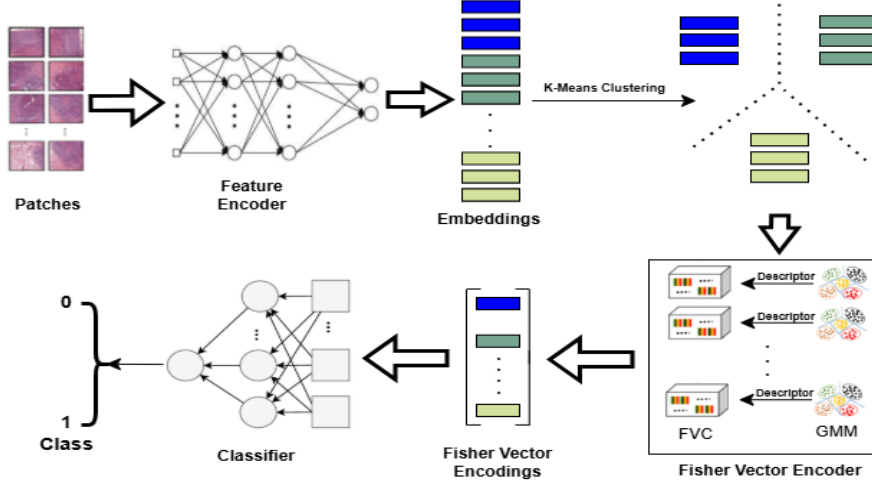 Patches
Feature
Encoder
Embeddings
K-Means Clustering
Descriptor
Descriptor
Descriptor
FVC
GMM
Fisher Vector Encoder
Fisher Vector
Encodings
Classifier
0
1
Class